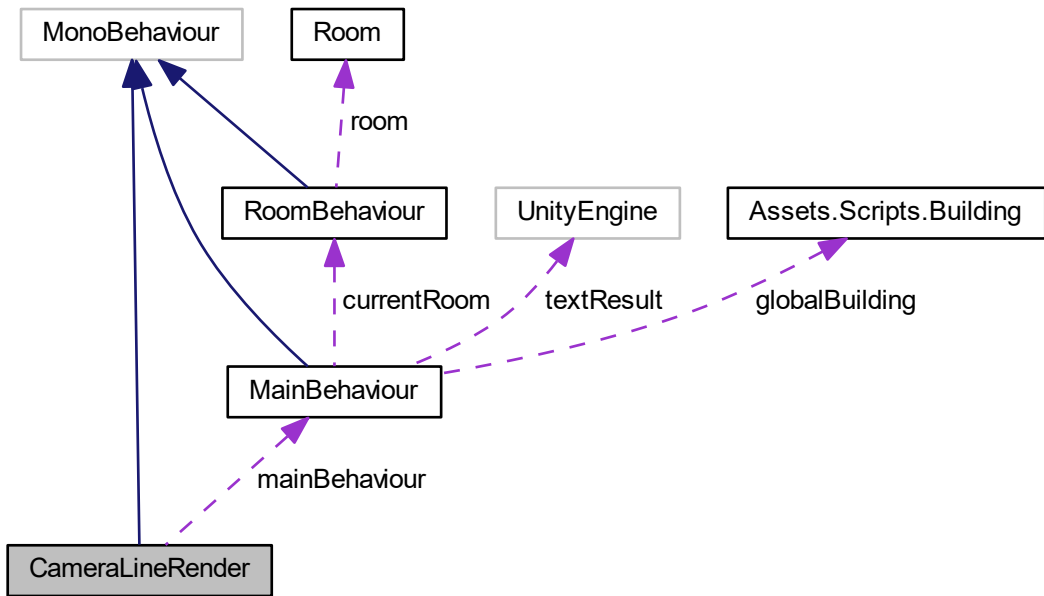 MonoBehaviour
Room
room
RoomBehaviour
UnityEngine
Assets.Scripts.Building
currentRoom
textResult
globalBuilding
MainBehaviour
mainBehaviour
CameraLineRender